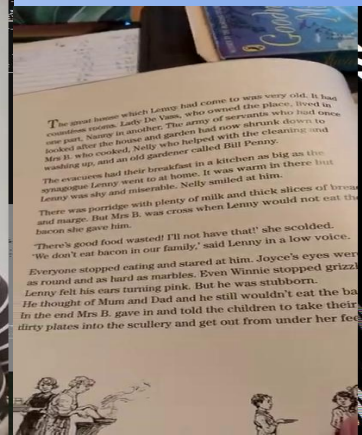 Goodn
The great house which Lenny had come to was very old. It had
countless rooms. Lady De Vass, who owned the place, lived in
one part, Nanny in another. The army of servants who had once
looked after the house and garden had now shrunk down to
Mrs B. who cooked, Nelly who helped with the cleaning and
washing up, and an old gardener called Bill Penny.
The evacuees had their breakfast in a kitchen as big as the
synagogue Lenny went to at home. It was warm in there but
Lenny was shy and miserable. Nelly smiled at him.
There was porridge with plenty of milk and thick slices of brea
and marge. But Mrs B. was cross when Lenny would not eat the
bacon she gave him.
'There's good food wasted! I'll not have that!' she scolded.
'We don't eat bacon in our family,' said Lenny in a low voice.
Everyone stopped eating and stared at him. Joyce's eyes wer
as round and as hard as marbles. Even Winnie stopped grizzl
Lenny felt his ears turning pink. But he was stubborn.
He thought of Mum and Dad and he still wouldn't eat the ba
In the end Mrs B. gave in and told the children to take their
dirty plates into the scullery and get out from under her fee